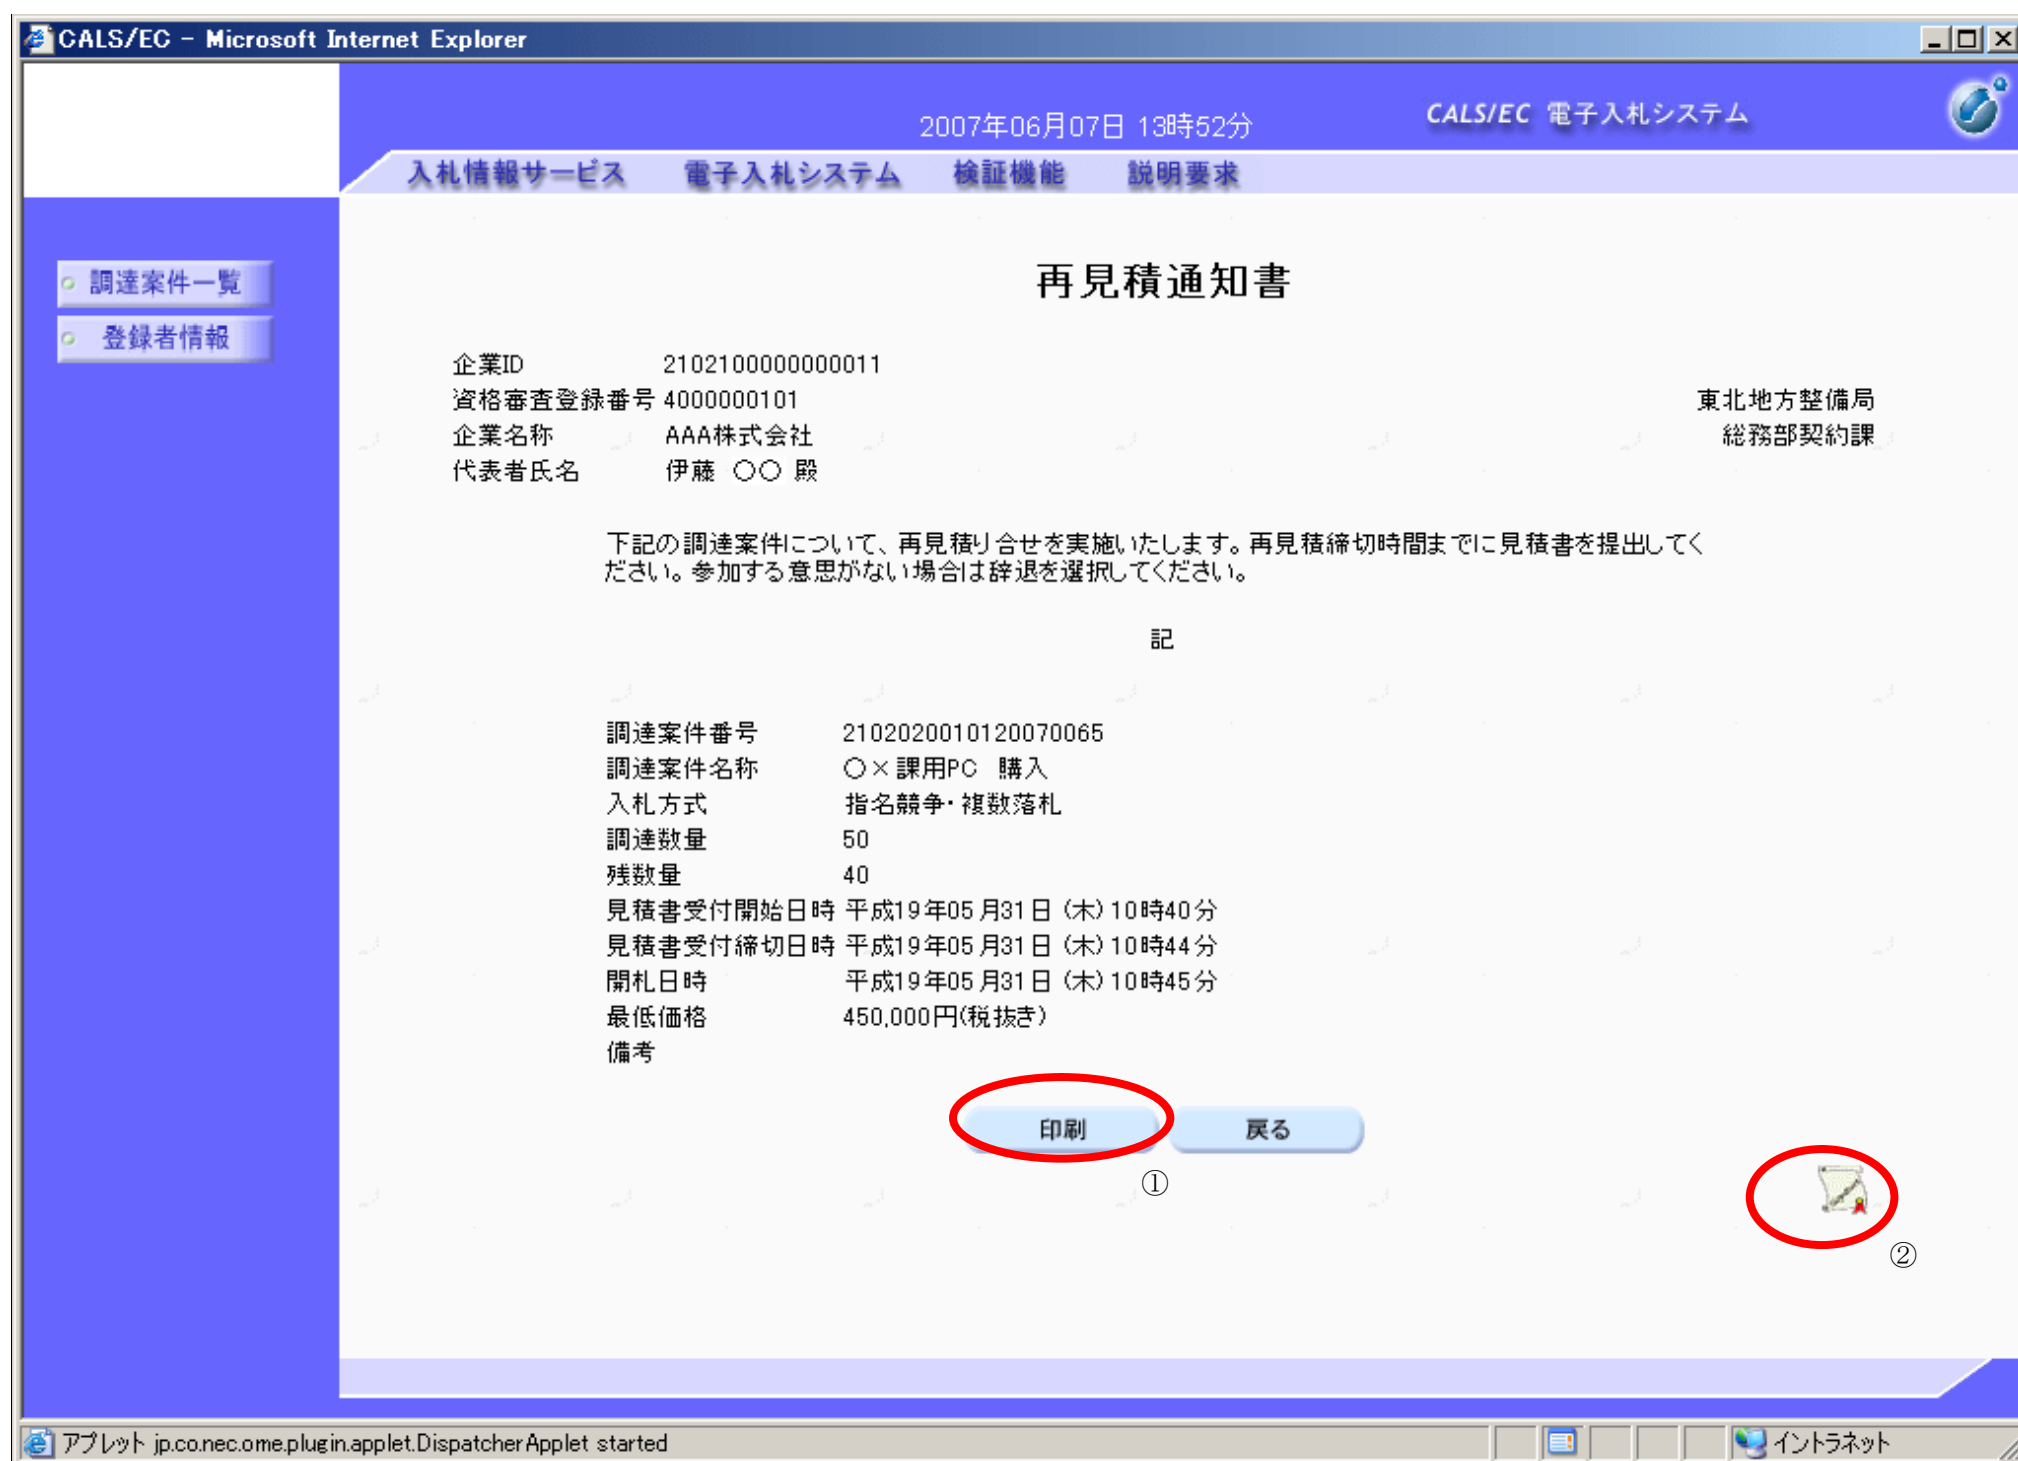 CALS/EC - Microsoft Internet Explorer
2007年06月07日 13時52分
CALS/EC 電子入札システム
入札情報サービス 電子入札システム 検証機能 説明要求
調達案件一覧
登録者情報
再見積通知書
企業ID 2102100000000011
資格審査登録番号 4000000101
東北地方整備局
企業名称 AAA株式会社
総務部契約課
代表者氏名 伊藤 〇〇 殿
下記の調達案件について、再見積り合せを実施いたします。再見積締切時間までに見積書を提出してく
ださい。参加する意思がない場合は辞退を選択してください。
記
調達案件番号 2102020010120070065
調達案件名称 〇×課用PC 購入
入札方式 指名競争・複数落札
調達数量 50
残数量 40
見積書受付開始日時 平成19年05月31日(木)10時40分
見積書受付締切日時 平成19年05月31日(木)10時44分
開札日時 平成19年05月31日(木)10時45分
最低価格 450,000円(税抜き)
備考
印刷 戻る
①
②
アプレット jp.co.nec.ome.plugin.applet.DispatcherApplet started
イントラネット